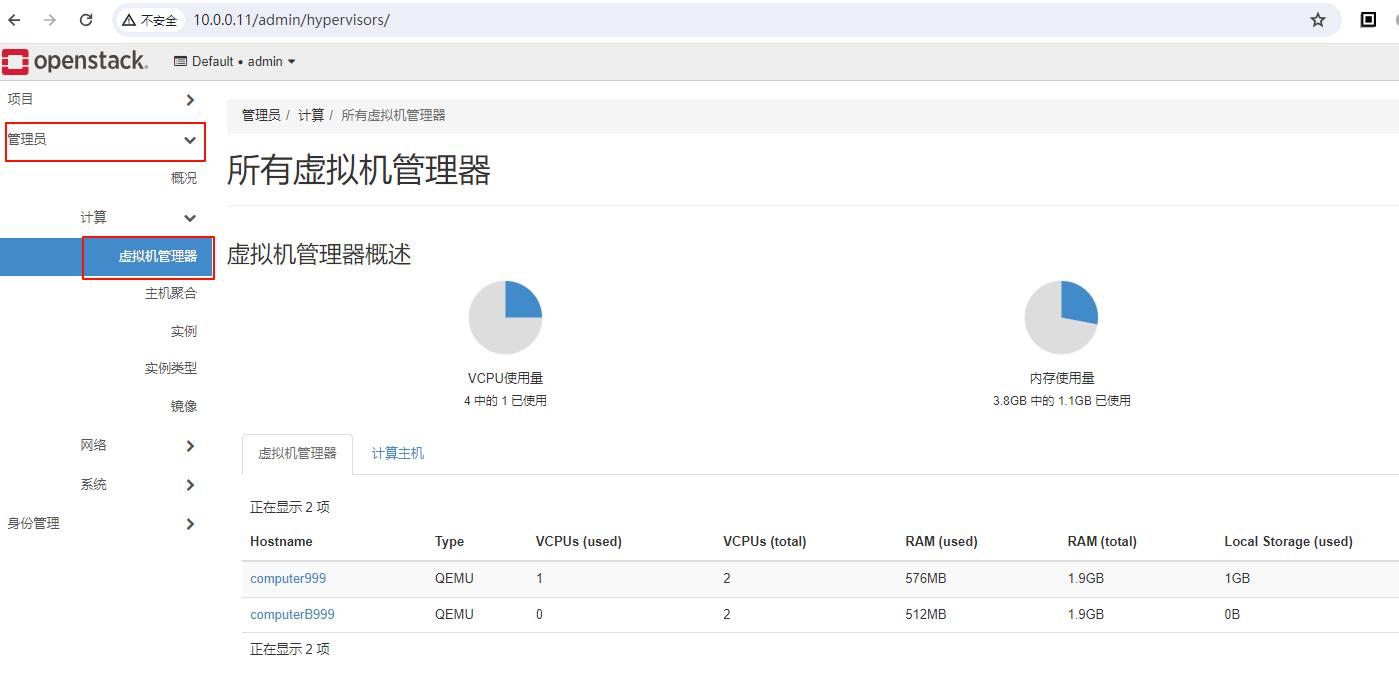 不安全 10.0.0.11/admin/hypervisors/
openstack. Default • admin
项目
管理员
概况
计算
虚拟机管理器
主机聚合
实例
实例类型
镜像
网络
系统
身份管理
管理员 / 计算 / 所有虚拟机管理器
所有虚拟机管理器
虚拟机管理器概述
VCPU使用量
4 中的 1 已使用
内存使用量
3.8GB 中的 1.1GB 已使用
虚拟机管理器 计算主机
正在显示 2 项
Hostname Type VCPUs (used) VCPUs (total) RAM (used) RAM (total) Local Storage (used)
computer999 QEMU 1 2 576MB 1.9GB 1GB
computerB999 QEMU 0 2 512MB 1.9GB 0B
正在显示 2 项